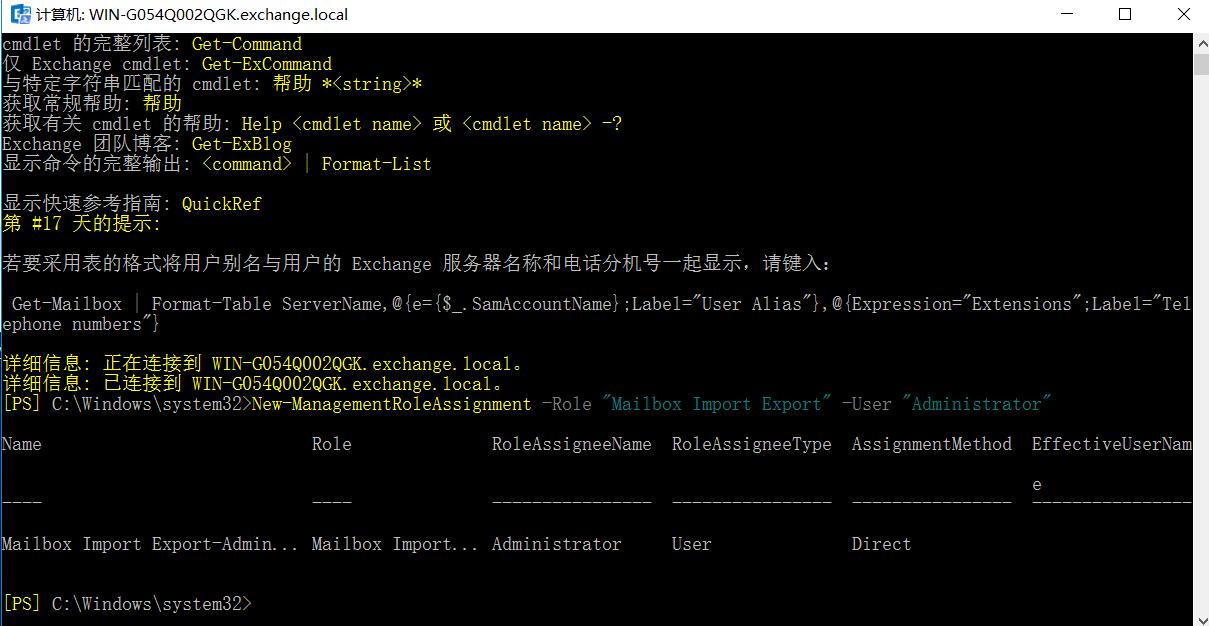 计算机: WIN-G054Q002QGK.exchange.local
cmdlet 的完整列表: Get-Command
仅 Exchange cmdlet: Get-ExCommand
与特定字符串匹配的 cmdlet: 帮助 *<string>*
获取常规帮助: 帮助
获取有关 cmdlet 的帮助: Help <cmdlet name> 或 <cmdlet name> -?
Exchange 团队博客: Get-ExBlog
显示命令的完整输出: <command> | Format-List
显示快速参考指南: QuickRef
第 #17 天的提示:
若要采用表的格式将用户别名与用户的 Exchange 服务器名称和电话分机号一起显示，请键入:
Get-Mailbox | Format-Table ServerName,@{e={$_.SamAccountName};Label="User Alias"},@{Expression="Extensions";Label="Tel
ephone numbers"}
详细信息: 正在连接到 WIN-G054Q002QGK.exchange.local。
详细信息: 已连接到 WIN-G054Q002QGK.exchange.local。
[PS] C:\Windows\system32>New-ManagementRoleAssignment -Role "Mailbox Import Export" -User "Administrator"
Name Role RoleAssigneeName RoleAssigneeType AssignmentMethod EffectiveUserNam
e
---- ---- ---------------- ---------------- ---------------- ----------------
Mailbox Import Export-Admin... Mailbox Import... Administrator User Direct
[PS] C:\Windows\system32>